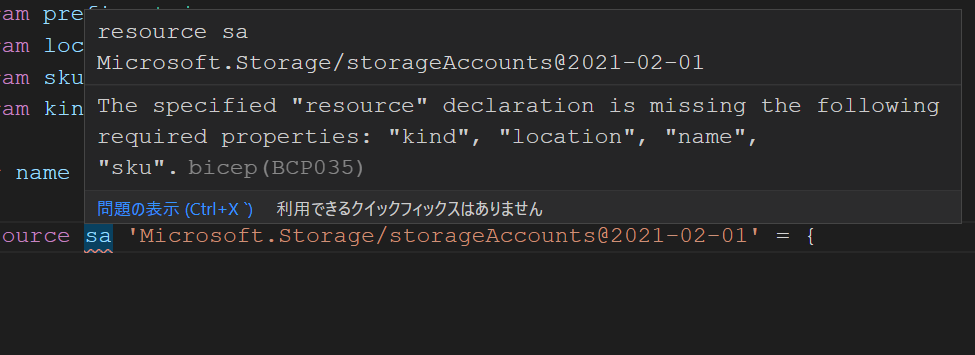 resource sa
Microsoft.Storage/storageAccounts@2021-02-01
The specified "resource" declaration is missing the following
required properties: "kind", "location", "name",
"sku". bicep(BCP035)
問題の表示 (Ctrl+X `) 利用できるクイックフィックスはありません
am
am loc
am sku
am kin
name
ource sa 'Microsoft.Storage/storageAccounts@2021-02-01' = {